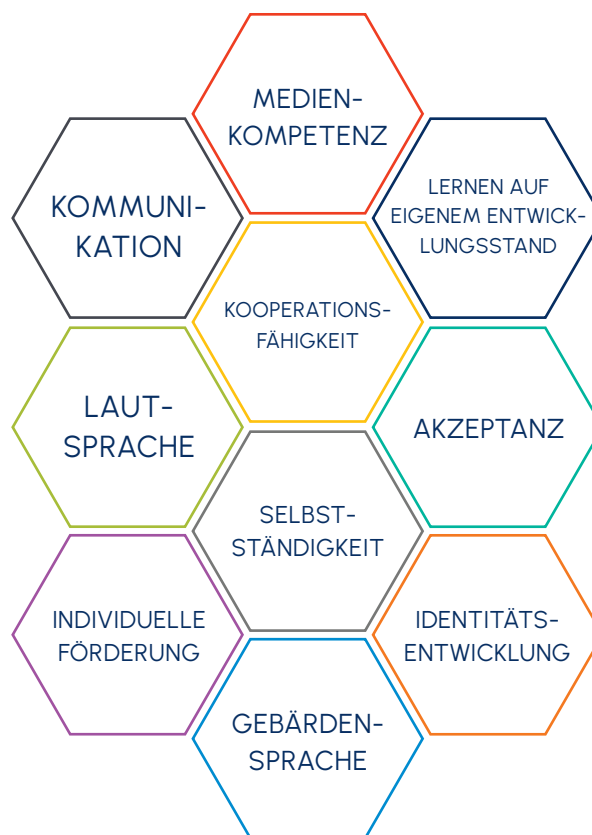 MEDIEN-
KOMPETENZ
KOMMUNI-
KATION
LERNEN AUF
EIGENEM ENTWICK-
LUNGSSTAND
KOOPERATIONS-
FÄHIGKEIT
LAUT-
SPRACHE
AKZEPTANZ
SELBST-
STÄNDIGKEIT
INDIVIDUELLE
FÖRDERUNG
IDENTITÄTS-
ENTWICKLUNG
GEBÄRDEN-
SPRACHE